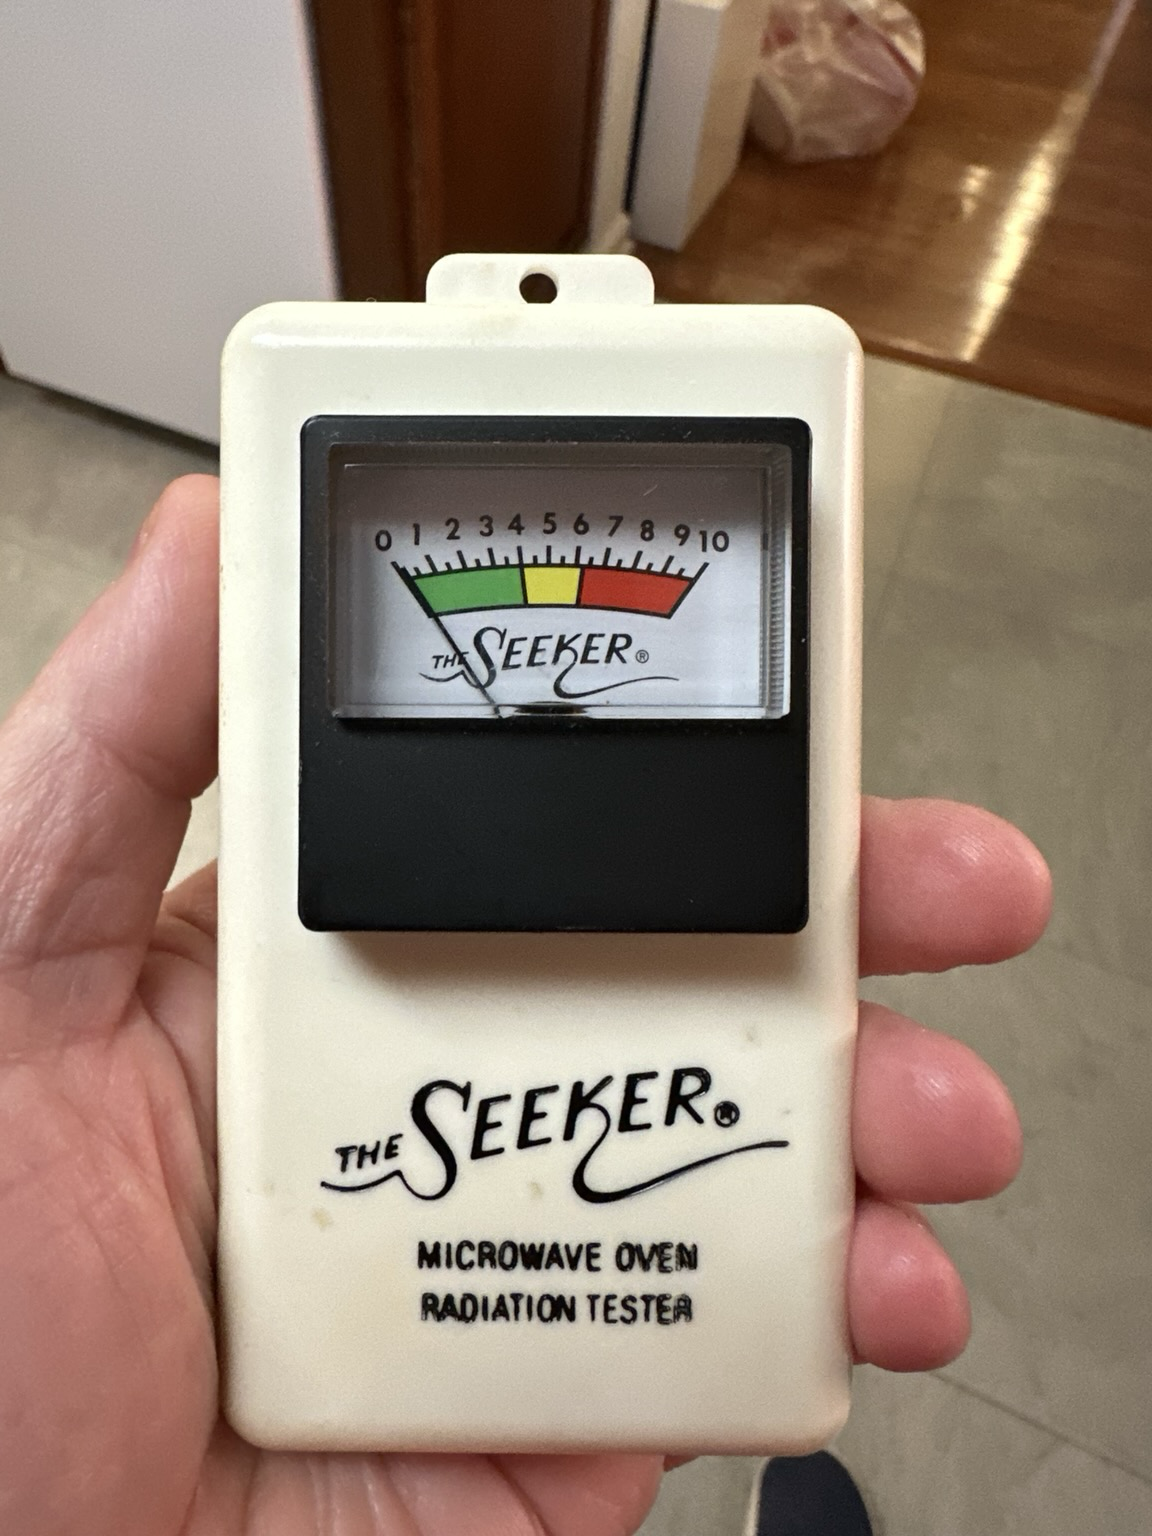 0 1 2 3 4 5 6 7 8 9 10
THE SEEKER®
THE SEEKER®
MICROWAVE OVEN
RADIATION TESTER